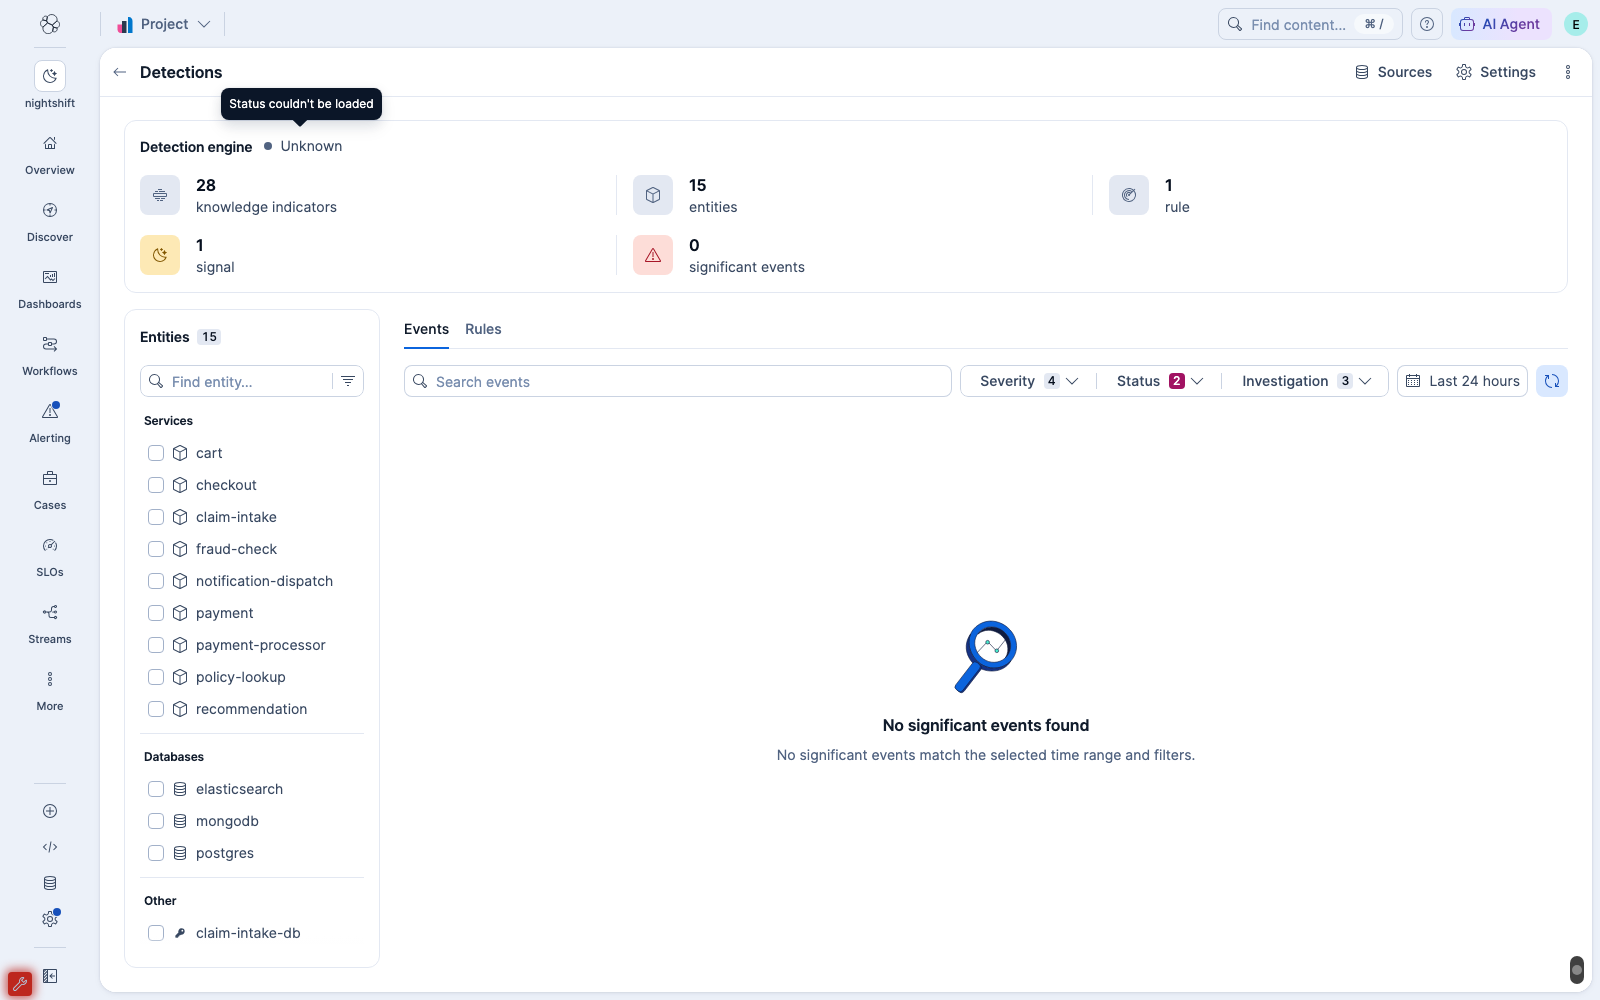 Project
Find content...
⌘ /
AI Agent
E
nightshift
Overview
Discover
Dashboards
Workflows
Alerting
Cases
SLOs
Streams
More
Detections
Sources
Settings
Status couldn't be loaded
Detection engine
Unknown
28
knowledge indicators
15
entities
1
rule
1
signal
0
significant events
Entities 15
Find entity...
Services
cart
checkout
claim-intake
fraud-check
notification-dispatch
payment
payment-processor
policy-lookup
recommendation
Databases
elasticsearch
mongodb
postgres
Other
claim-intake-db
Events
Rules
Search events
Severity 4
Status 2
Investigation 3
Last 24 hours
No significant events found
No significant events match the selected time range and filters.